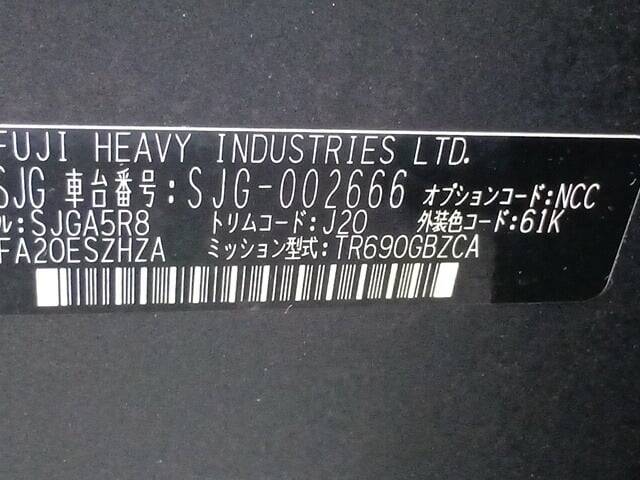 FUJI HEAVY INDUSTRIES LTD.
SJG 車台番号:SJG-002666 オプションコード:NCC
ル:SJGA5R8 トリムコード:J20 外装色コード:61K
FA20ESZHZA ミッション型式:TR690GBZCA